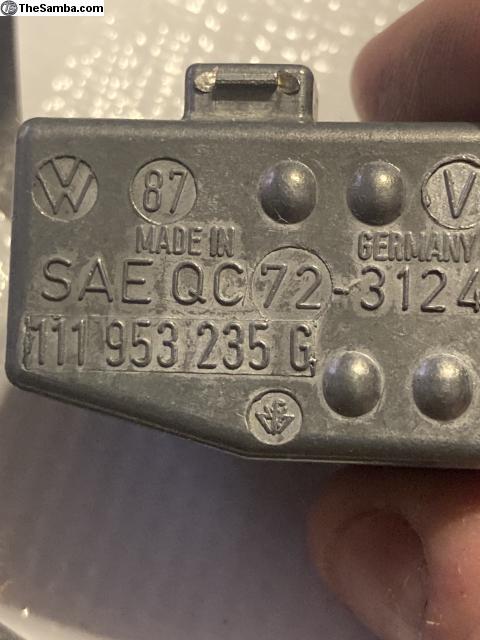 TheSamba.com
VW 87 V
MADE IN GERMANY
SAE QC 72-3124
111 953 235 G